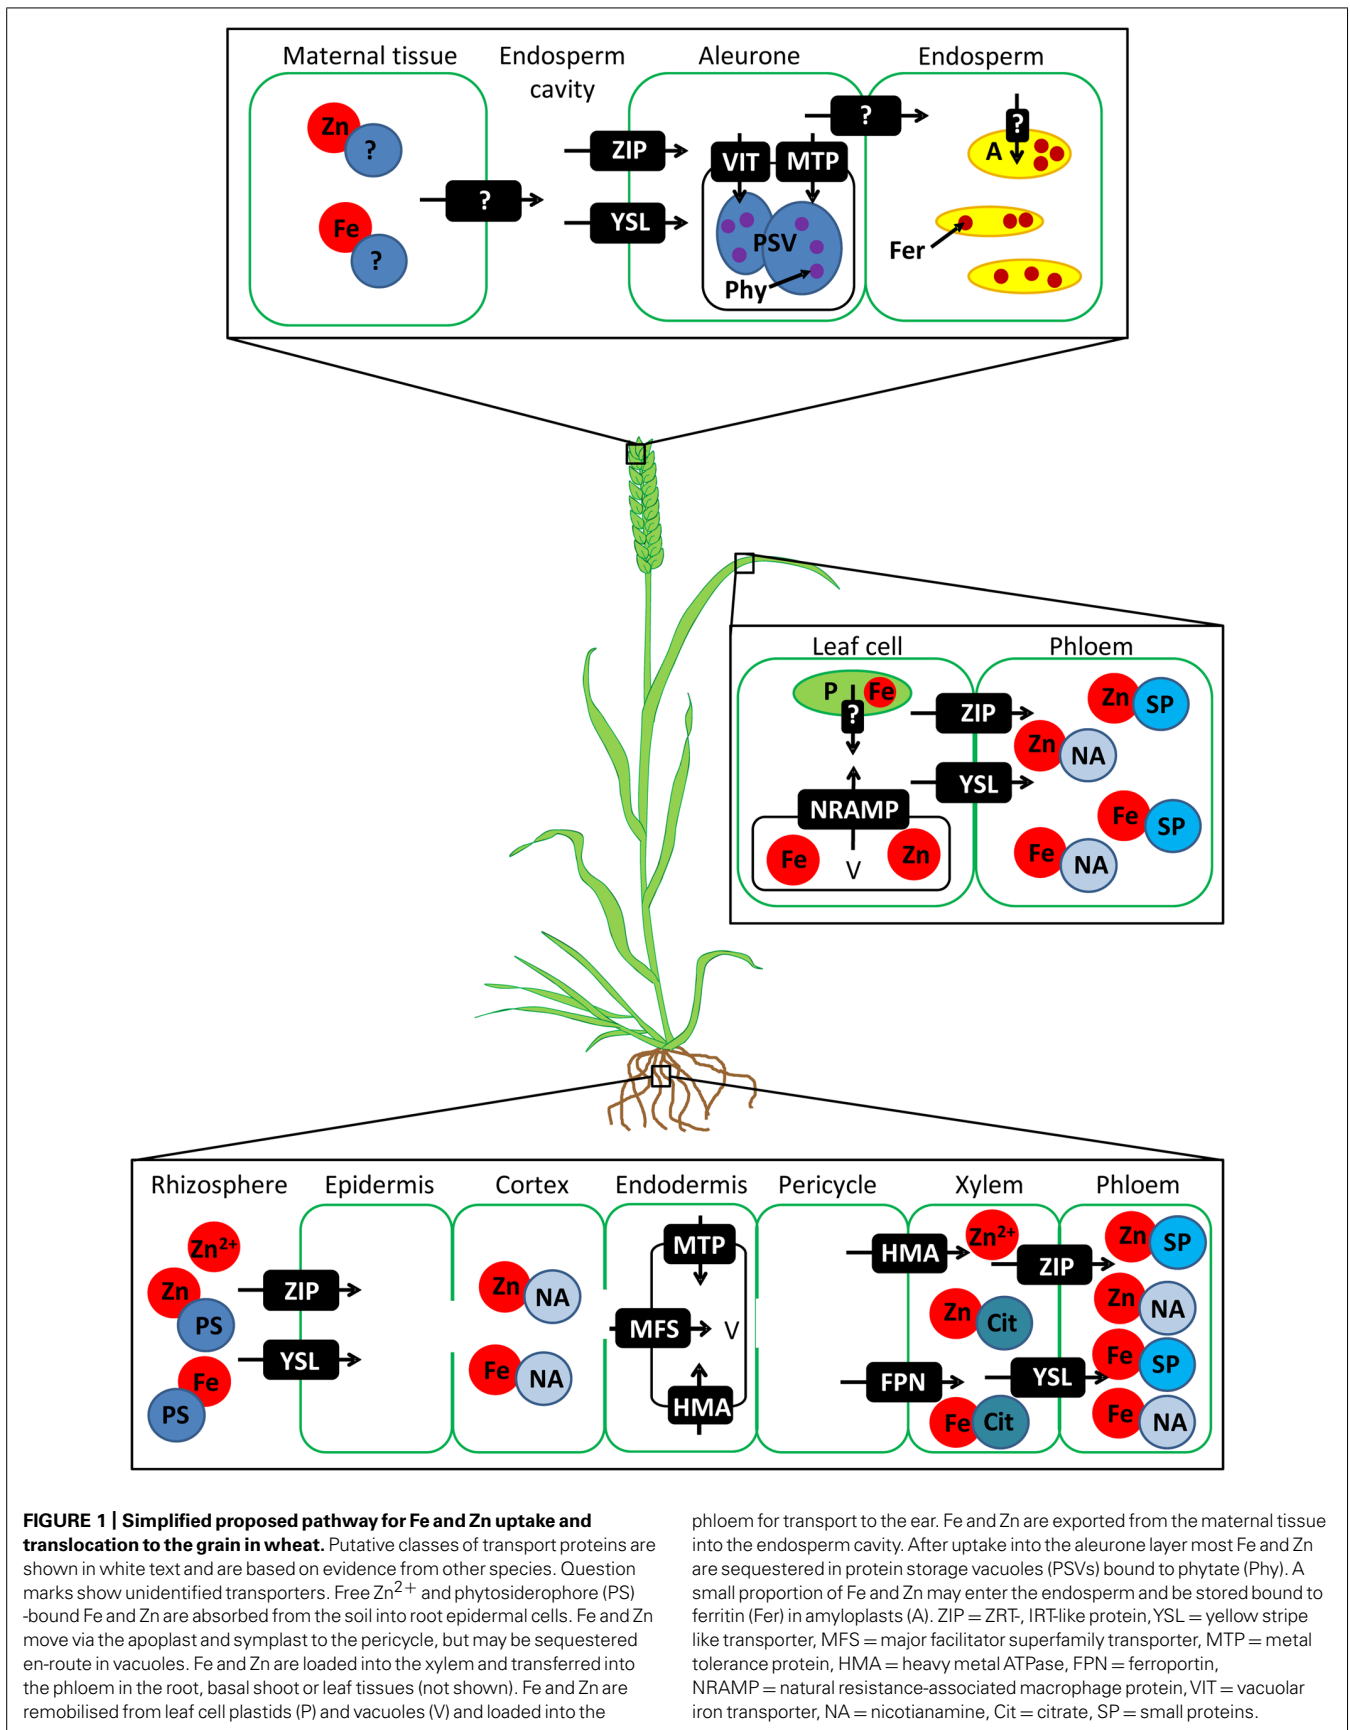 Maternal tissue
Endosperm
cavity
Aleurone
Endosperm
Zn
?
Fe
?
?
ZIP
YSL
VIT
MTP
PSV
Phy
?
?
A
Fer
Leaf cell
Phloem
P
Fe
?
NRAMP
Fe
V
Zn
ZIP
YSL
Zn
SP
Zn
NA
Fe
SP
Fe
NA
Rhizosphere
Epidermis
Cortex
Endodermis
Pericycle
Xylem
Phloem
Zn2+
Zn
PS
Fe
PS
ZIP
YSL
Zn
NA
Fe
NA
MTP
MFS
V
HMA
HMA
FPN
Zn2+
Zn
Cit
Fe
Cit
ZIP
YSL
Zn
SP
Zn
NA
Fe
SP
Fe
NA
FIGURE 1 | Simplified proposed pathway for Fe and Zn uptake and
translocation to the grain in wheat. Putative classes of transport proteins are
shown in white text and are based on evidence from other species. Question
marks show unidentified transporters. Free Zn2+ and phytosiderophore (PS)
-bound Fe and Zn are absorbed from the soil into root epidermal cells. Fe and Zn
move via the apoplast and symplast to the pericycle, but may be sequestered
en-route in vacuoles. Fe and Zn are loaded into the xylem and transferred into
the phloem in the root, basal shoot or leaf tissues (not shown). Fe and Zn are
remobilised from leaf cell plastids (P) and vacuoles (V) and loaded into the
phloem for transport to the ear. Fe and Zn are exported from the maternal tissue
into the endosperm cavity. After uptake into the aleurone layer most Fe and Zn
are sequestered in protein storage vacuoles (PSVs) bound to phytate (Phy). A
small proportion of Fe and Zn may enter the endosperm and be stored bound to
ferritin (Fer) in amyloplasts (A). ZIP = ZRT-, IRT-like protein, YSL = yellow stripe
like transporter, MFS = major facilitator superfamily transporter, MTP = metal
tolerance protein, HMA = heavy metal ATPase, FPN = ferroportin,
NRAMP = natural resistance-associated macrophage protein, VIT = vacuolar
iron transporter, NA = nicotianamine, Cit = citrate, SP = small proteins.